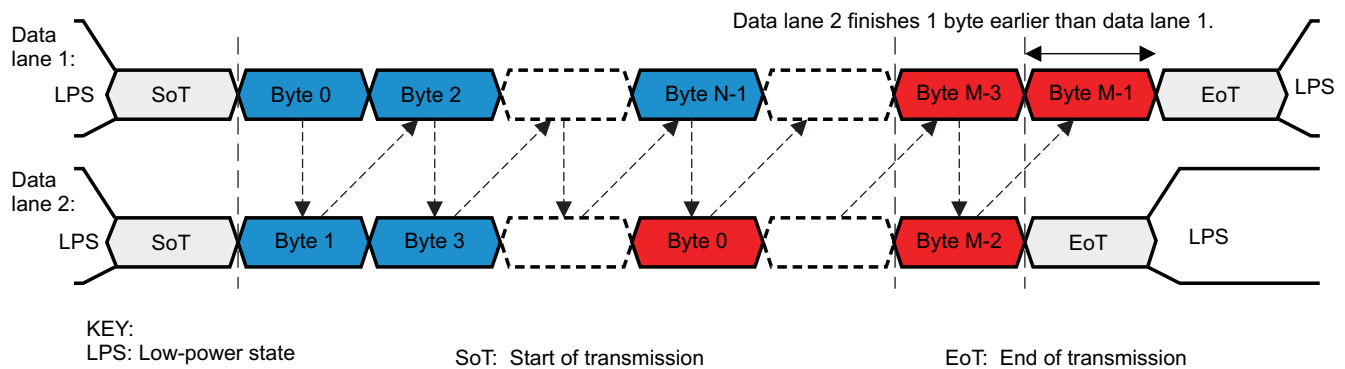 Data lane 2 finishes 1 byte earlier than data lane 1.
Data
lane 1:
LPS
SoT
Byte 0
Byte 2
Byte N-1
Byte M-3
Byte M-1
EoT
LPS
Data
lane 2:
LPS
SoT
Byte 1
Byte 3
Byte 0
Byte M-2
EoT
LPS
KEY:
LPS: Low-power state
SoT: Start of transmission
EoT: End of transmission